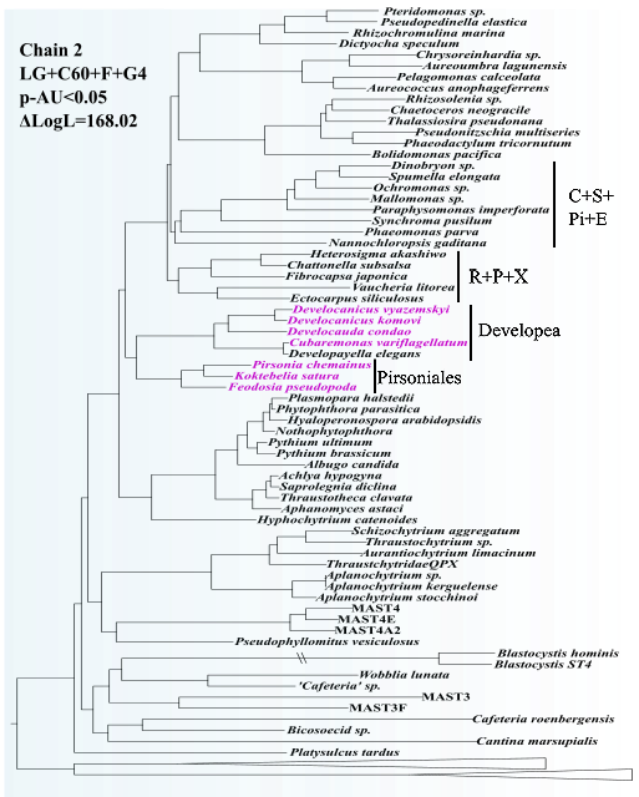 Chain 2
LG+C60+F+G4
p-AU<0.05
ΔLogL=168.02
Pteridomonas sp.
Pseudopedinella elastica
Rhizochromulina marina
Dictyocha speculum
Chrysoreinhardia sp.
Aureoumbra lagunensis
Pelagomonas calceolata
Aureococcus anophageferrens
Rhizosolenia sp.
Chaetoceros neogracile
Thalassiosira pseudonana
Pseudonitzschia multiseries
Phaeodactylum tricornutum
Bolidomonas pacifica
Dinobryon sp.
Spumella elongata
Ochromonas sp.
Mallomonas sp.
Paraphysomonas imperforata
Synchroma pusilum
Phaeomonas parva
Nannochloropsis gaditana
C+S+
Pi+E
Heterosigma akashiwo
Chattonella subsalsa
Fibrocapsa japonica
Vaucheria litorea
Ectocarpus siliculosus
R+P+X
Develocanicus vyazemskyi
Develocanicus komovi
Develocauda condao
Cubaremonas variflagellatum
Developayella elegans
Developea
Pirsonia chemainus
Koktebelia satura
Feodosia pseudopoda
Pirsoniales
Plasmopara halstedii
Phytophthora parasitica
Hyaloperonospora arabidopsidis
Nothophytophthora
Pythium ultimum
Pythium brassicum
Albugo candida
Achlya hypogyna
Saprolegnia diclina
Thraustotheca clavata
Aphanomyces astaci
Hyphochytrium catenoides
Schizochytrium aggregatum
Thraustochytrium sp.
Aurantiochytrium limacinum
ThraustchytridaeQPX
Aplanochytrium sp.
Aplanochytrium kerguelense
Aplanochytrium stocchinoi
MAST4
MAST4E
MAST4A2
Pseudophyllomitus vesiculosus
Blastocystis hominis
Blastocystis ST4
Wobblia lunata
'Cafeteria' sp.
MAST3
MAST3F
Cafeteria roenbergensis
Bicosoecid sp.
Cantina marsupialis
Platysulcus tardus